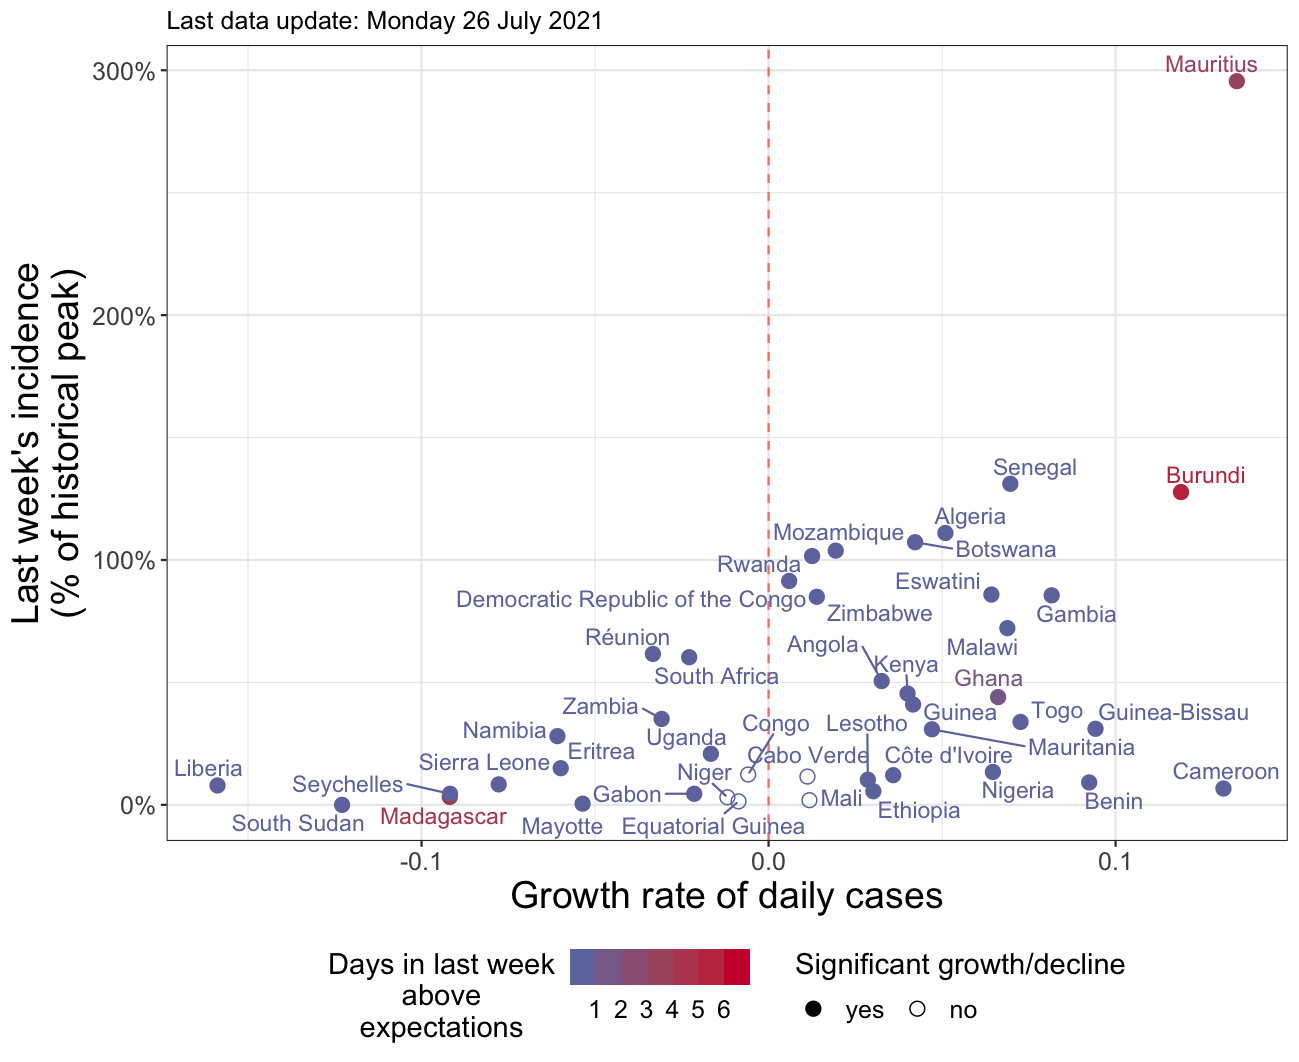 Last data update: Monday 26 July 2021
Last week's incidence
(% of historical peak)
300%
200%
100%
0%
Mauritius
Senegal
Burundi
Algeria
Mozambique
Botswana
Rwanda
Eswatini
Democratic Republic of the Congo
Zimbabwe
Gambia
Réunion
Angola
Malawi
Kenya
South Africa
Ghana
Zambia
Togo
Guinea-Bissau
Guinea
Congo
Lesotho
Namibia
Uganda
Mauritania
Eritrea
Cabo Verde
Côte d'Ivoire
Sierra Leone
Liberia
Niger
Cameroon
Seychelles
Gabon
Mali
Nigeria
Benin
Ethiopia
Madagascar
South Sudan
Mayotte
Equatorial Guinea
-0.1
0.0
0.1
Growth rate of daily cases
Days in last week
above
expectations
1 2 3 4 5 6
Significant growth/decline
yes
no